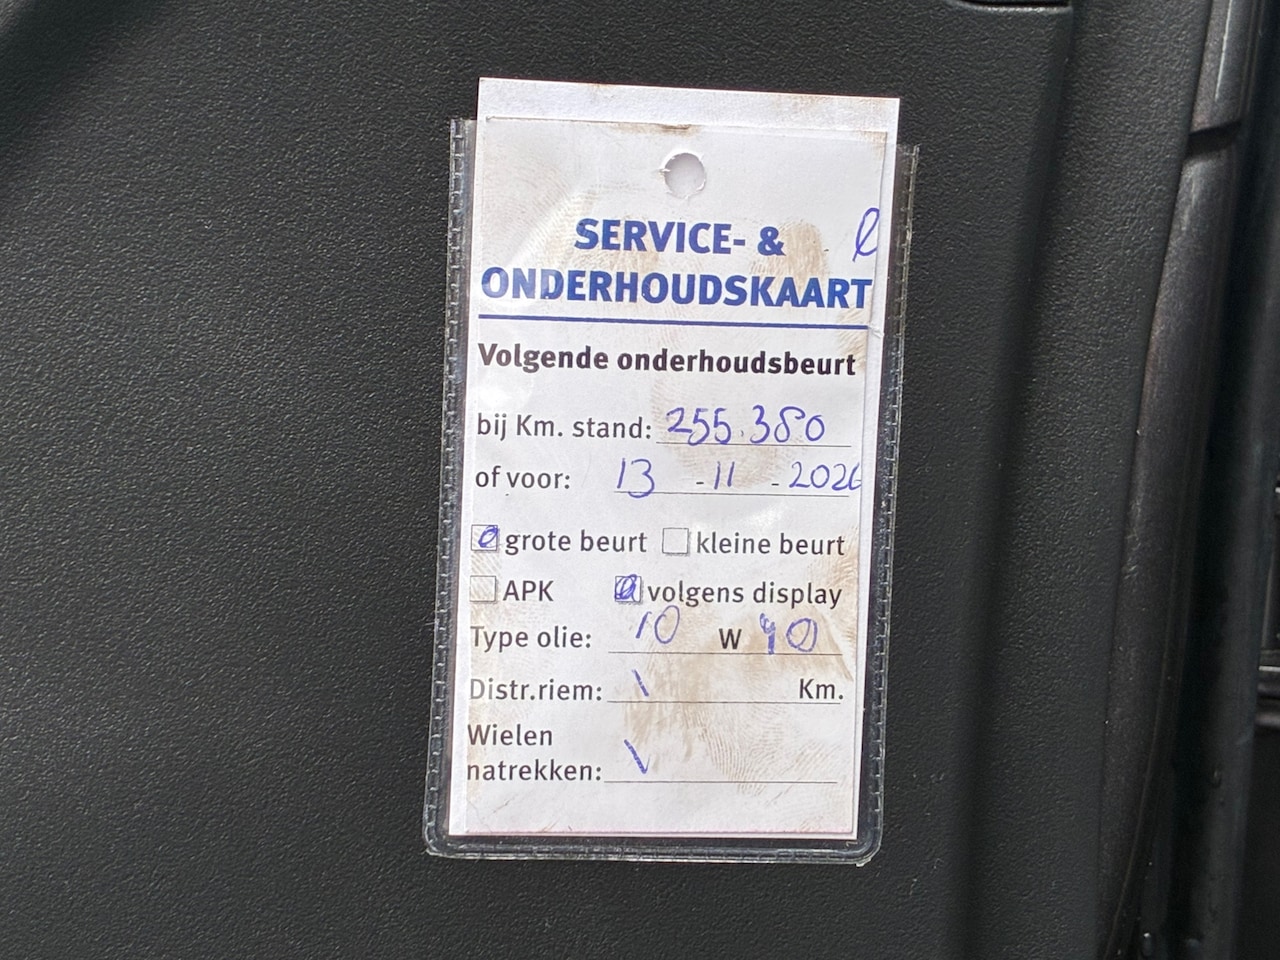 SERVICE- &
ONDERHOUDSKAART
Volgende onderhoudsbeurt
bij Km. stand: 255.380
of voor: 13 - 11 - 2026
grote beurt kleine beurt
APK volgens display
Type olie: 10 W 40
Distr.riem: \ Km.
Wielen
natrekken: \